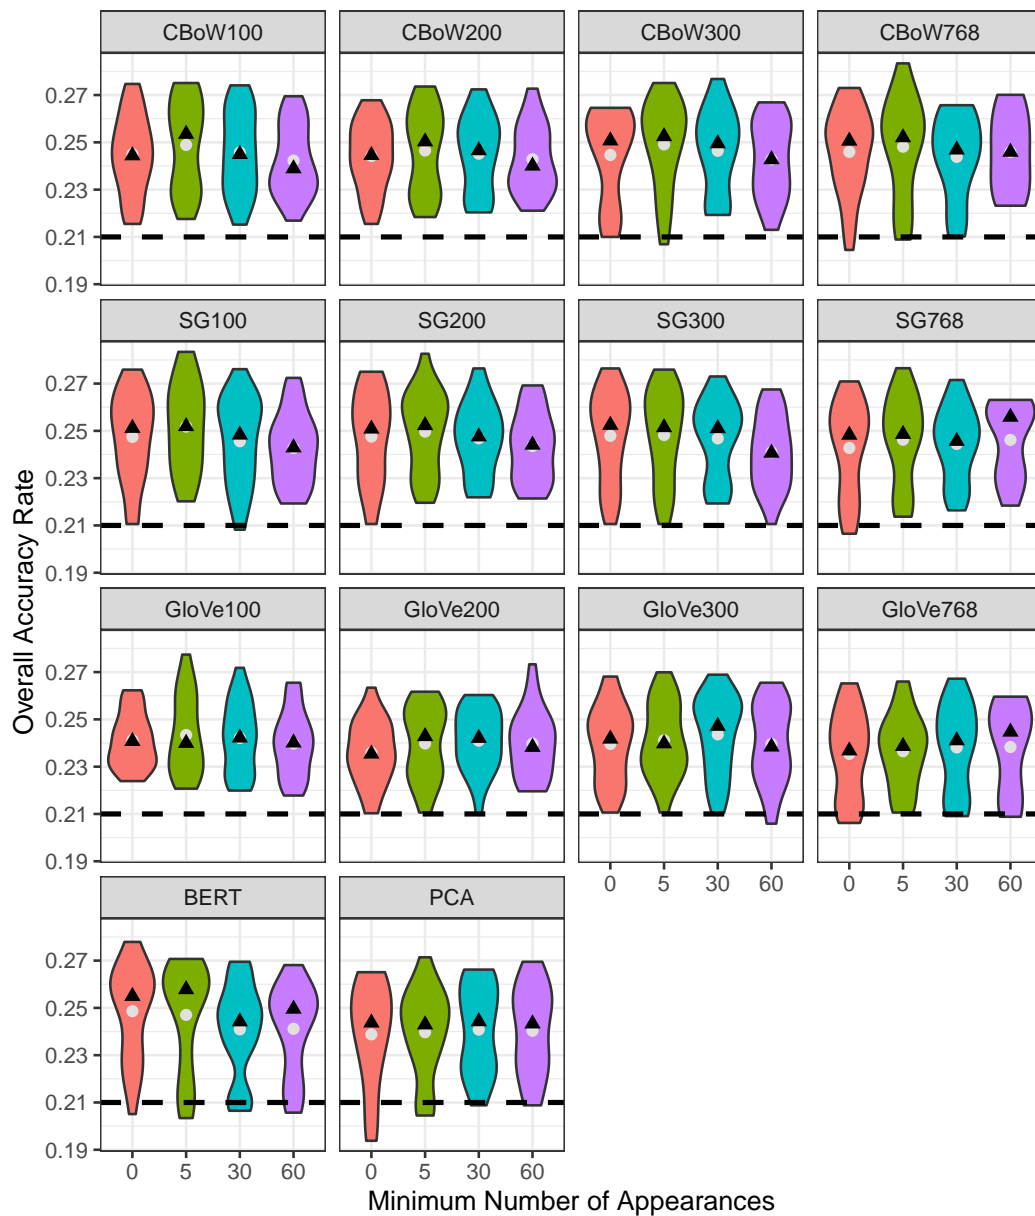 CBoW100 CBoW200 CBoW300 CBoW768
0.27
0.25
0.23
0.21
0.19
SG100 SG200 SG300 SG768
0.27
0.25
0.23
0.21
0.19
GloVe100 GloVe200 GloVe300 GloVe768
0.27
0.25
0.23
0.21
0.19
0 5 30 60 0 5 30 60
BERT PCA
0.27
0.25
0.23
0.21
0.19
0 5 30 60 0 5 30 60
Minimum Number of Appearances
Overall Accuracy Rate